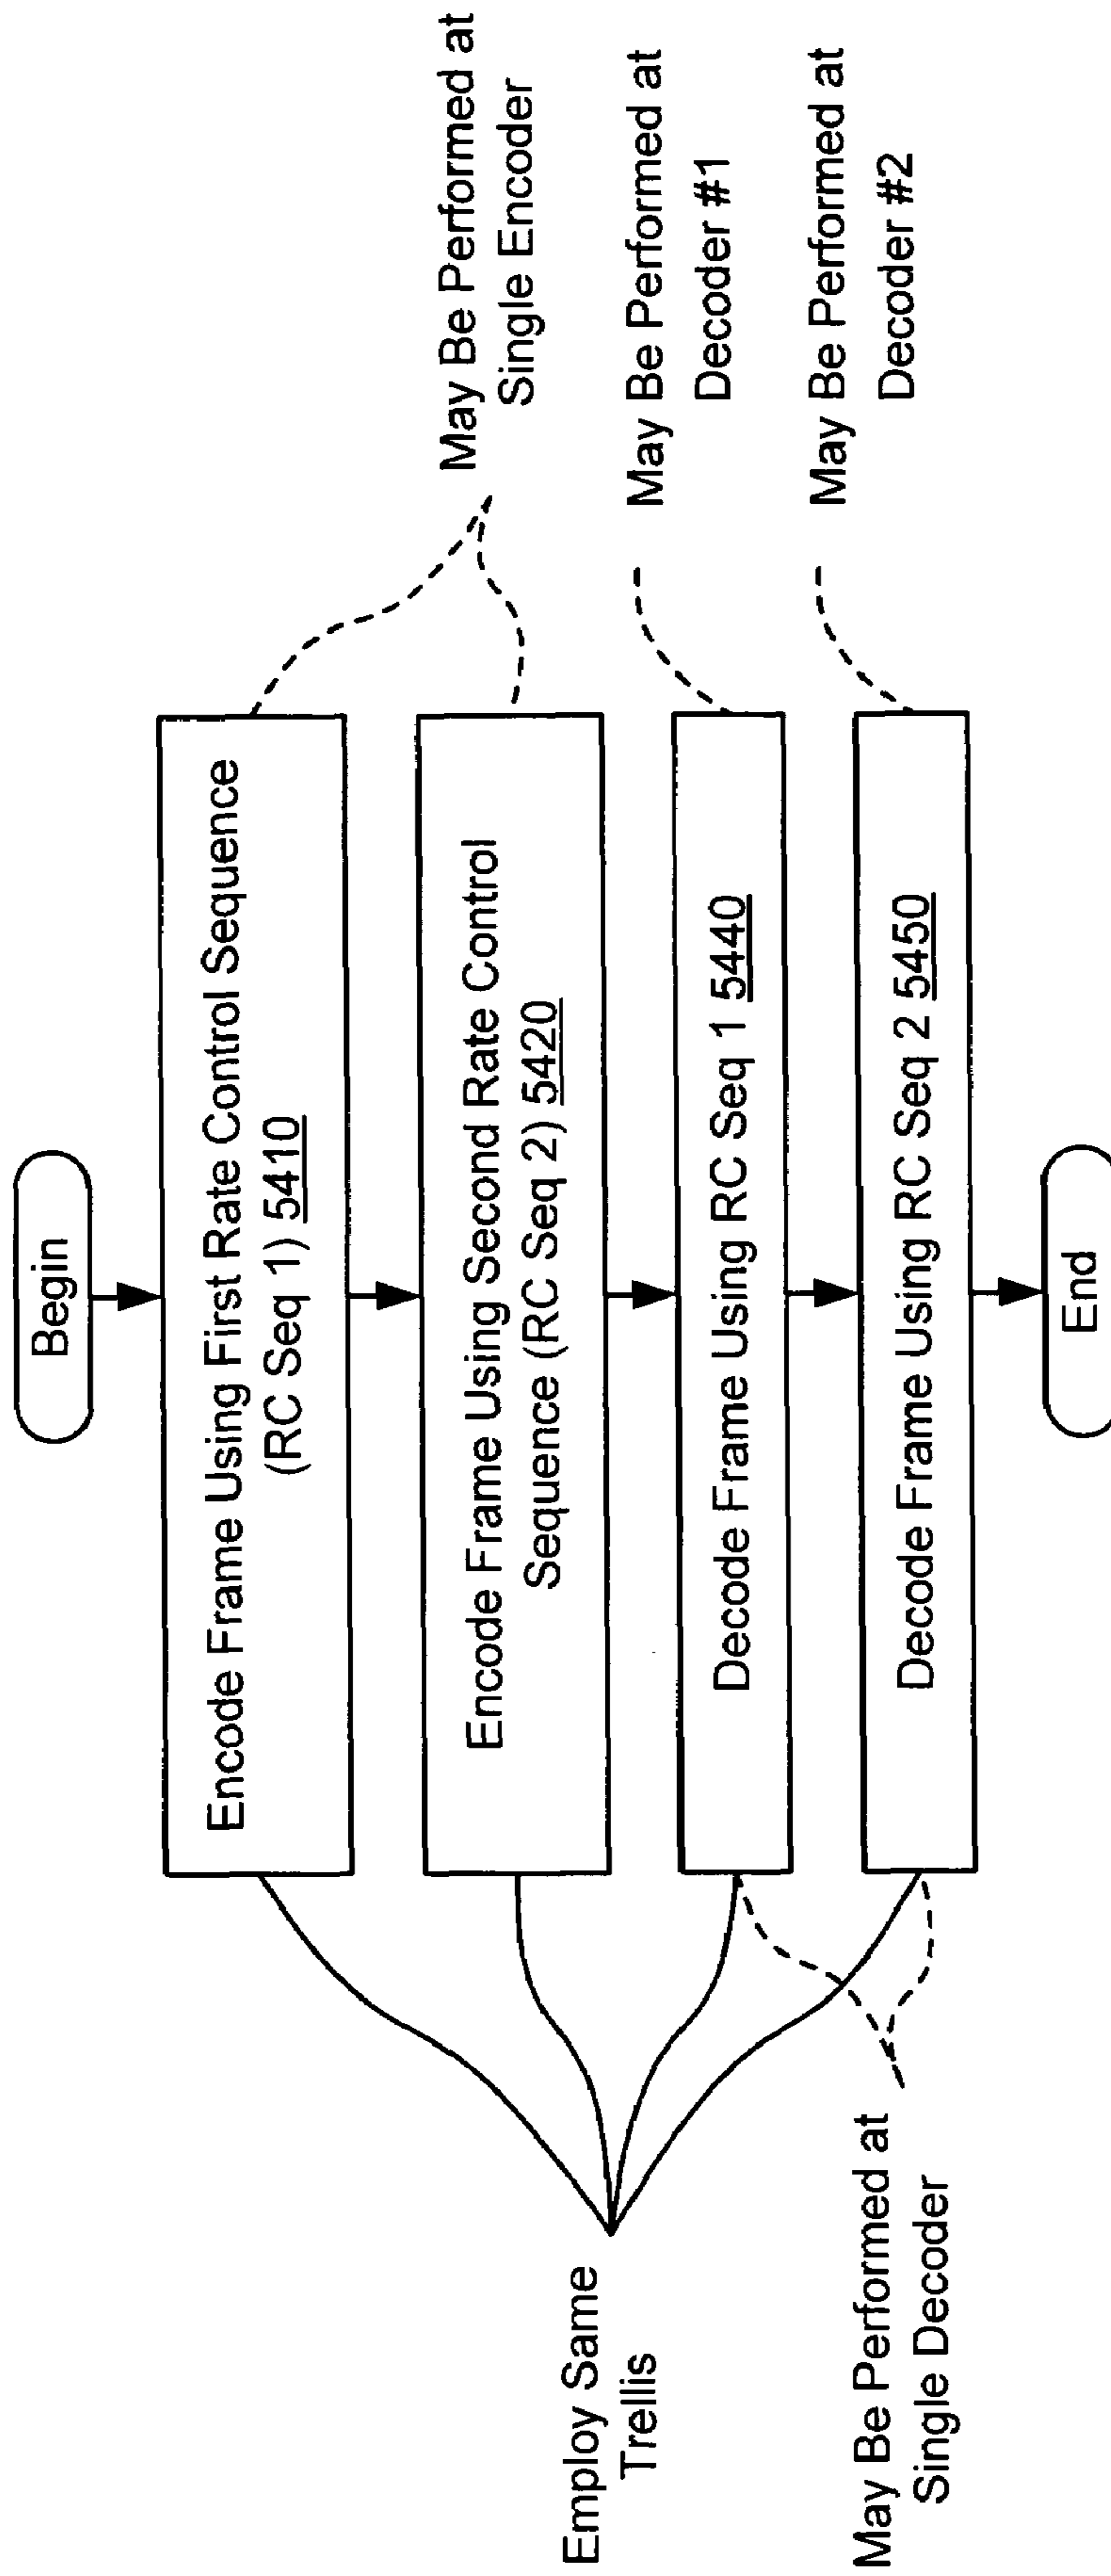 Begin
Encode Frame Using First Rate Control Sequence
(RC Seq 1) 5410
Encode Frame Using Second Rate Control
Sequence (RC Seq 2) 5420
Decode Frame Using RC Seq 1 5440
Decode Frame Using RC Seq 2 5450
End
Employ Same
Trellis
May Be Performed at
Single Decoder
May Be Performed at
Single Encoder
May Be Performed at
Decoder #1
May Be Performed at
Decoder #2